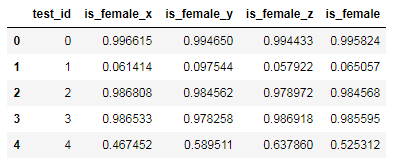 test_id is_female_x is_female_y is_female_z is_female
0 0 0.996615 0.994650 0.994433 0.995824
1 1 0.061414 0.097544 0.057922 0.065057
2 2 0.986808 0.984562 0.978972 0.984568
3 3 0.986533 0.978258 0.986918 0.985595
4 4 0.467452 0.589511 0.637860 0.525312